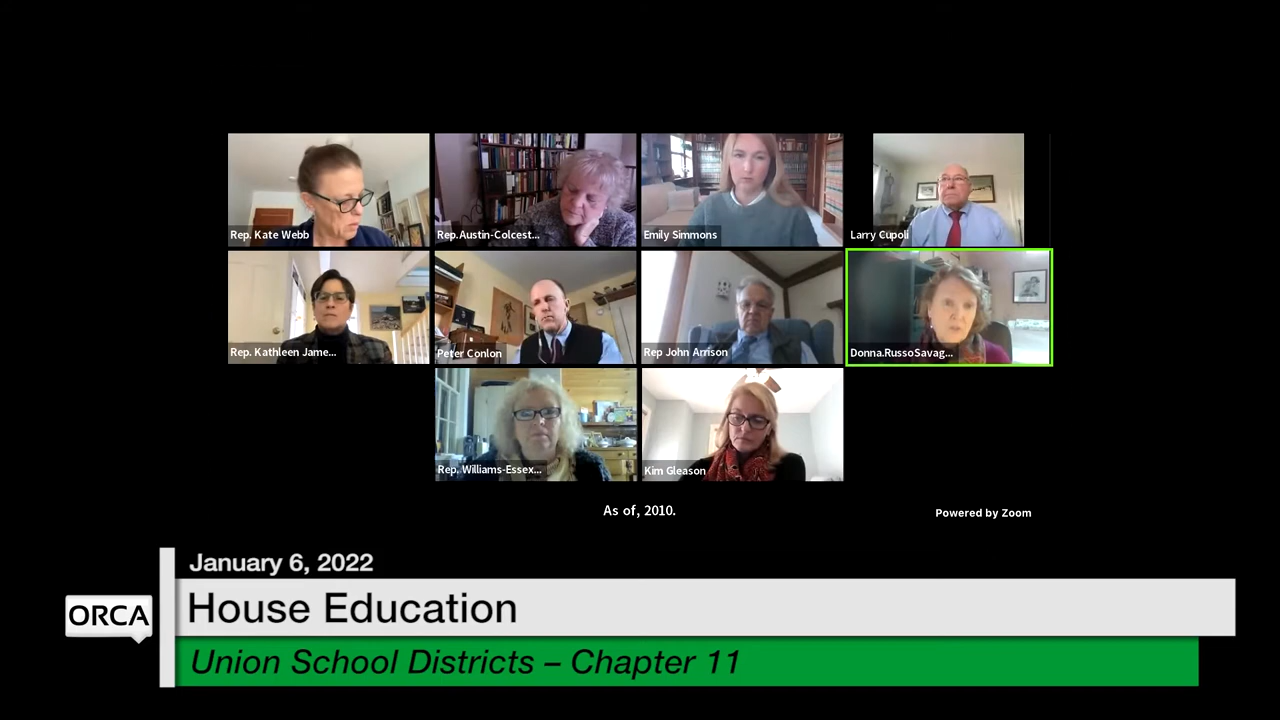 Rep. Kate Webb
Rep.Austin-Colcest...
Emily Simmons
Larry Cupoli
Rep. Kathleen Jame...
Peter Conlon
Rep John Arrison
Donna.RussoSavag...
Rep. Williams-Essex...
Kim Gleason
As of, 2010.
Powered by Zoom
January 6, 2022
ORCA
House Education
Union School Districts – Chapter 11